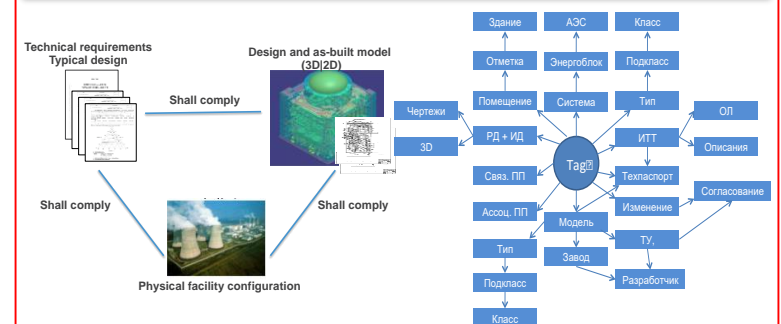 Technical requirements
Typical design
Design and as-built model
(3D|2D)
Shall comply
Shall comply
Shall comply
Physical facility configuration
Здание
АЭС
Класс
Отметка
Энергоблок
Подкласс
Помещение
Система
Тип
Чертежи
3D
РД + ИД
ИТТ
ОЛ
Описания
Tag
Связ. ПП
Техпаспорт
Согласование
Ассоц. ПП
Изменение
Модель
Тип
ТУ,
Завод
Подкласс
Разработчик
Класс